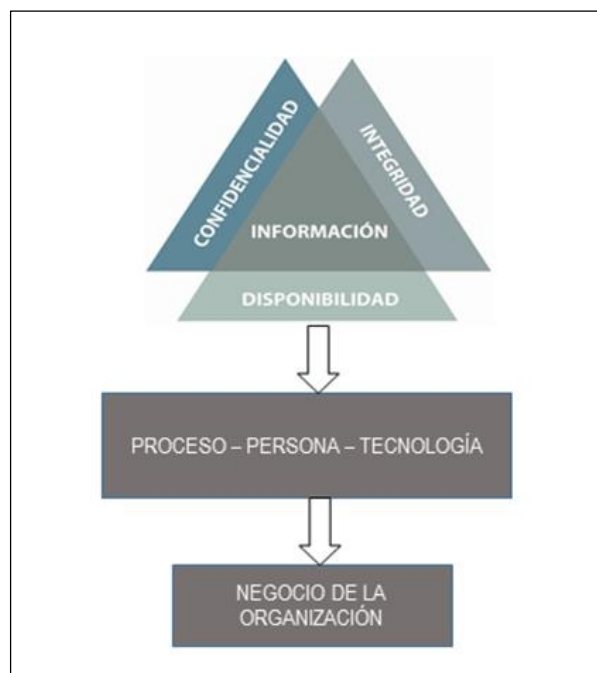 CONFIDENCIALIDAD
INTEGRIDAD
INFORMACIÓN
DISPONIBILIDAD
PROCESO – PERSONA – TECNOLOGÍA
NEGOCIO DE LA
ORGANIZACIÓN